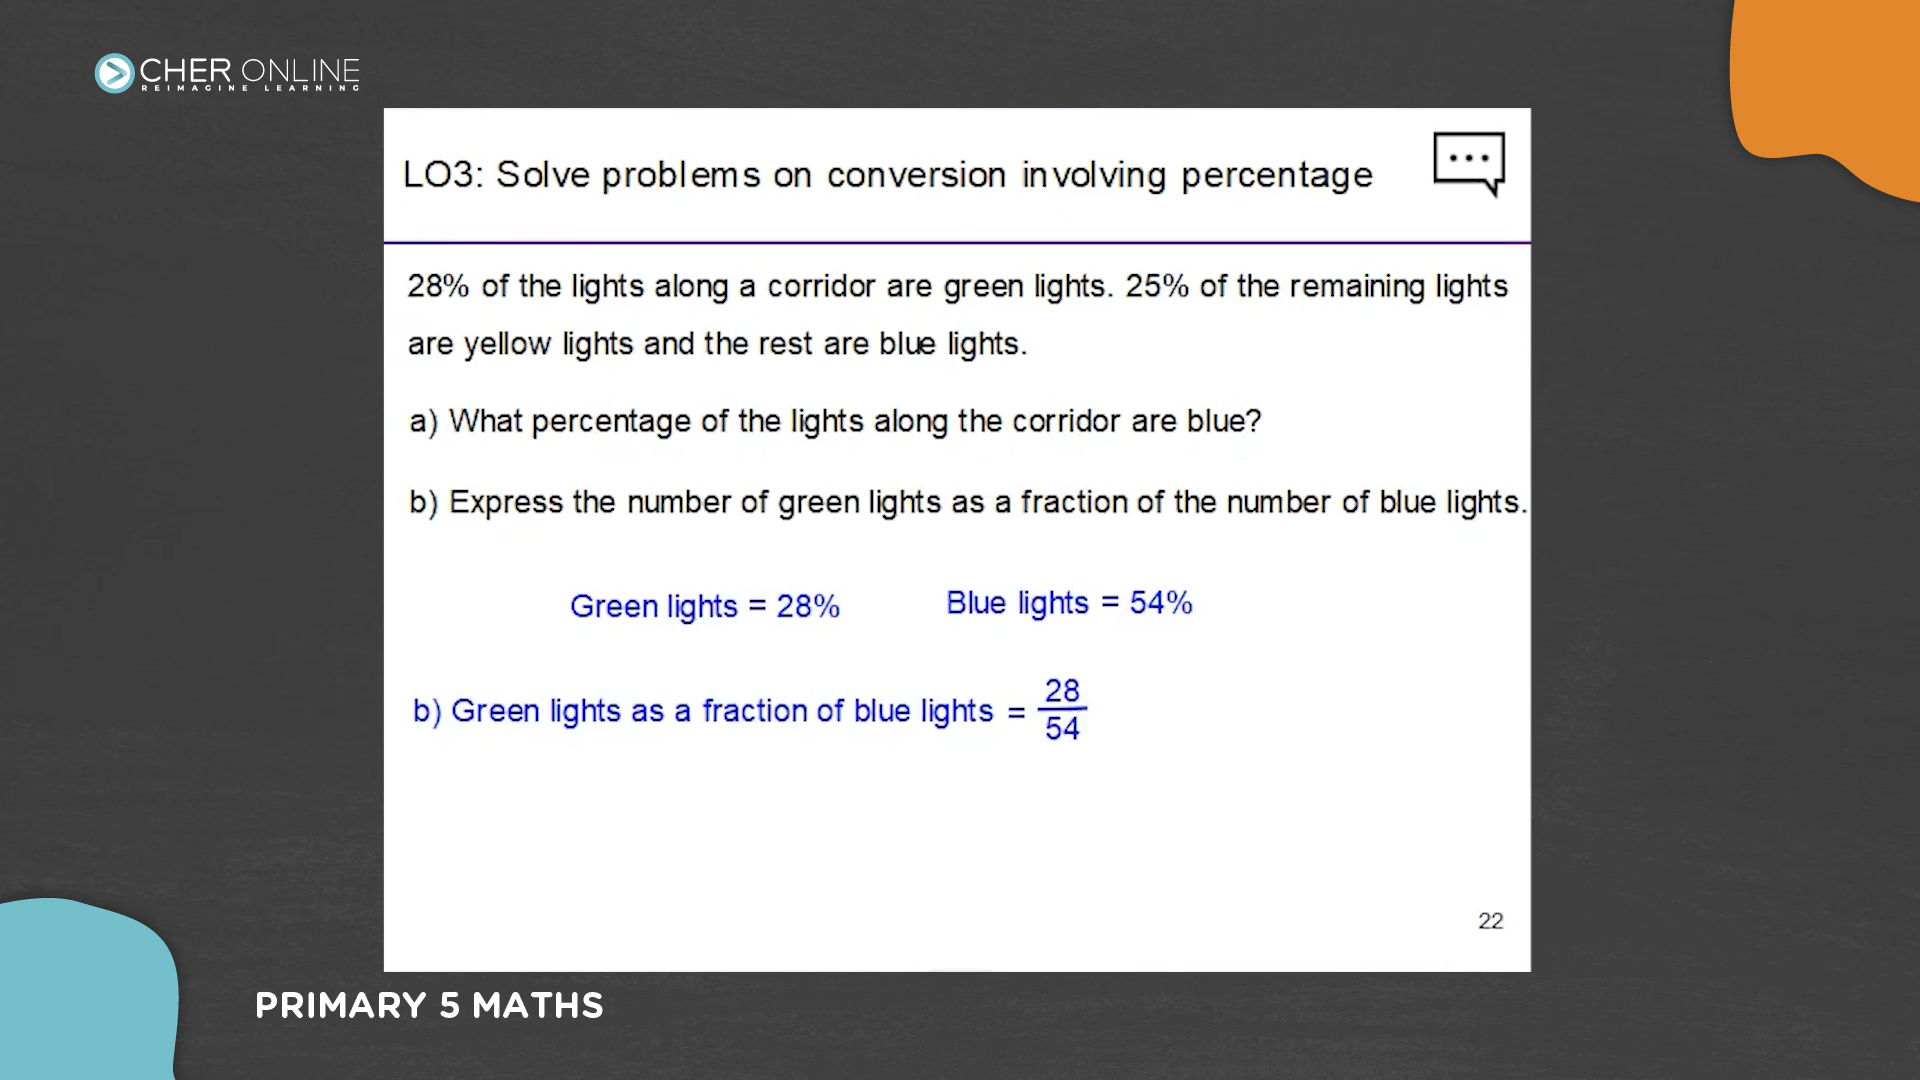 CHER ONLINE
REIMAGINE LEARNING
LO3: Solve problems on conversion involving percentage
28% of the lights along a corridor are green lights. 25% of the remaining lights
are yellow lights and the rest are blue lights.
a) What percentage of the lights along the corridor are blue?
b) Express the number of green lights as a fraction of the number of blue lights.
Green lights = 28% Blue lights = 54%
b) Green lights as a fraction of blue lights = 28/54
22
PRIMARY 5 MATHS